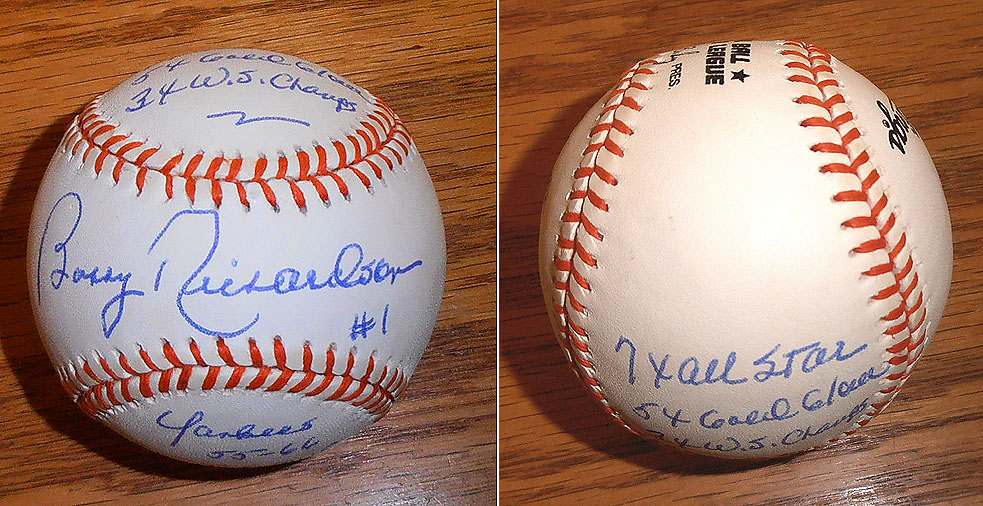 5X Gold Glove
3X W.S. Champs
Bobby Richardson
#1
Yankees
55-66
BALL
LEAGUE
PRES.
7X All Star
5X Gold Glove
3X W.S. Champs